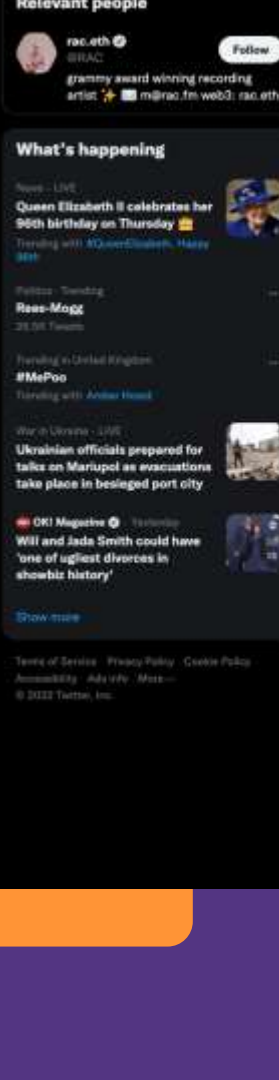 Relevant people
rac.eth
@RAC
Follow
grammy award winning recording
artist ✨ 📩 m@rac.fm web3: rac.eth
What's happening
News · LIVE
Queen Elizabeth II celebrates her
96th birthday on Thursday 🎂
Trending with #QueenElizabeth, Happy
96th
Politics · Trending
Rees-Mogg
Tweets
Trending in United Kingdom
#MePoo
Trending with Amber Heard
War in Ukraine · LIVE
Ukrainian officials prepared for
talks on Mariupol as evacuations
take place in besieged port city
OK! Magazine Yesterday
Will and Jada Smith could have
'one of ugliest divorces in
showbiz history'
Show more
Terms of Service Privacy Policy Cookie Policy
Accessibility Ads info More ···
© 2022 Twitter, Inc.